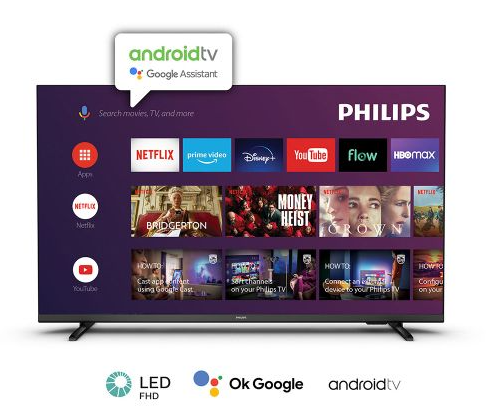 androidtv
Google Assistant
Search movies, TV, and more
PHILIPS
Apps
NETFLIX
prime video
Disney+
YouTube
flow
HBOmax
NETFLIX
Netflix
BRIDGERTON
MONEY
HEIST
CROWN
YouTube
HOW TO:
Cast app content
using Google Cast
HOW TO:
Sort channels
on your Philips TV
HOW TO:
Connect an external
device to your Philips TV
HOW TO:
Configu
on your
PHILIPS
LED
FHD
Ok Google
androidtv